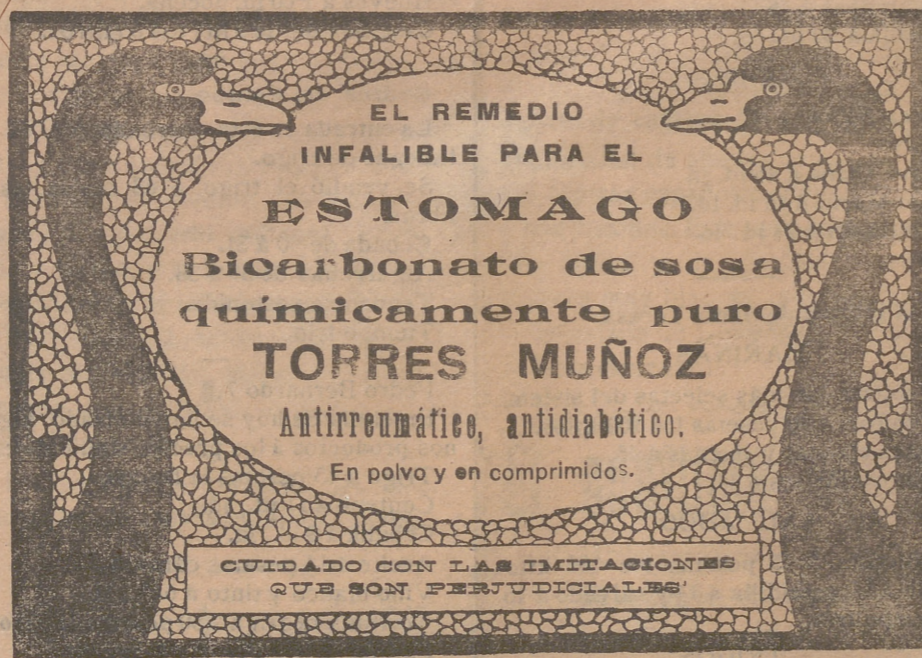 EL REMEDIO
INFALIBLE PARA EL
ESTOMAGO
Bicarbonato de sosa
químicamente puro
TORRES MUÑOZ
Antirreumático, antidiabético.
En polvo y en comprimidos.
CUIDADO CON LAS IMITACIONES
QUE SON PERJUDICIALES